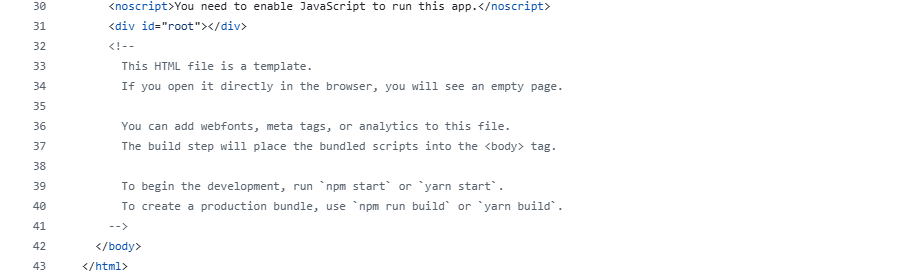 30 <noscript>You need to enable JavaScript to run this app.</noscript>
31 <div id="root"></div>
32 <!--
33 This HTML file is a template.
34 If you open it directly in the browser, you will see an empty page.
35
36 You can add webfonts, meta tags, or analytics to this file.
37 The build step will place the bundled scripts into the <body> tag.
38
39 To begin the development, run `npm start` or `yarn start`.
40 To create a production bundle, use `npm run build` or `yarn build`.
41 -->
42 </body>
43 </html>